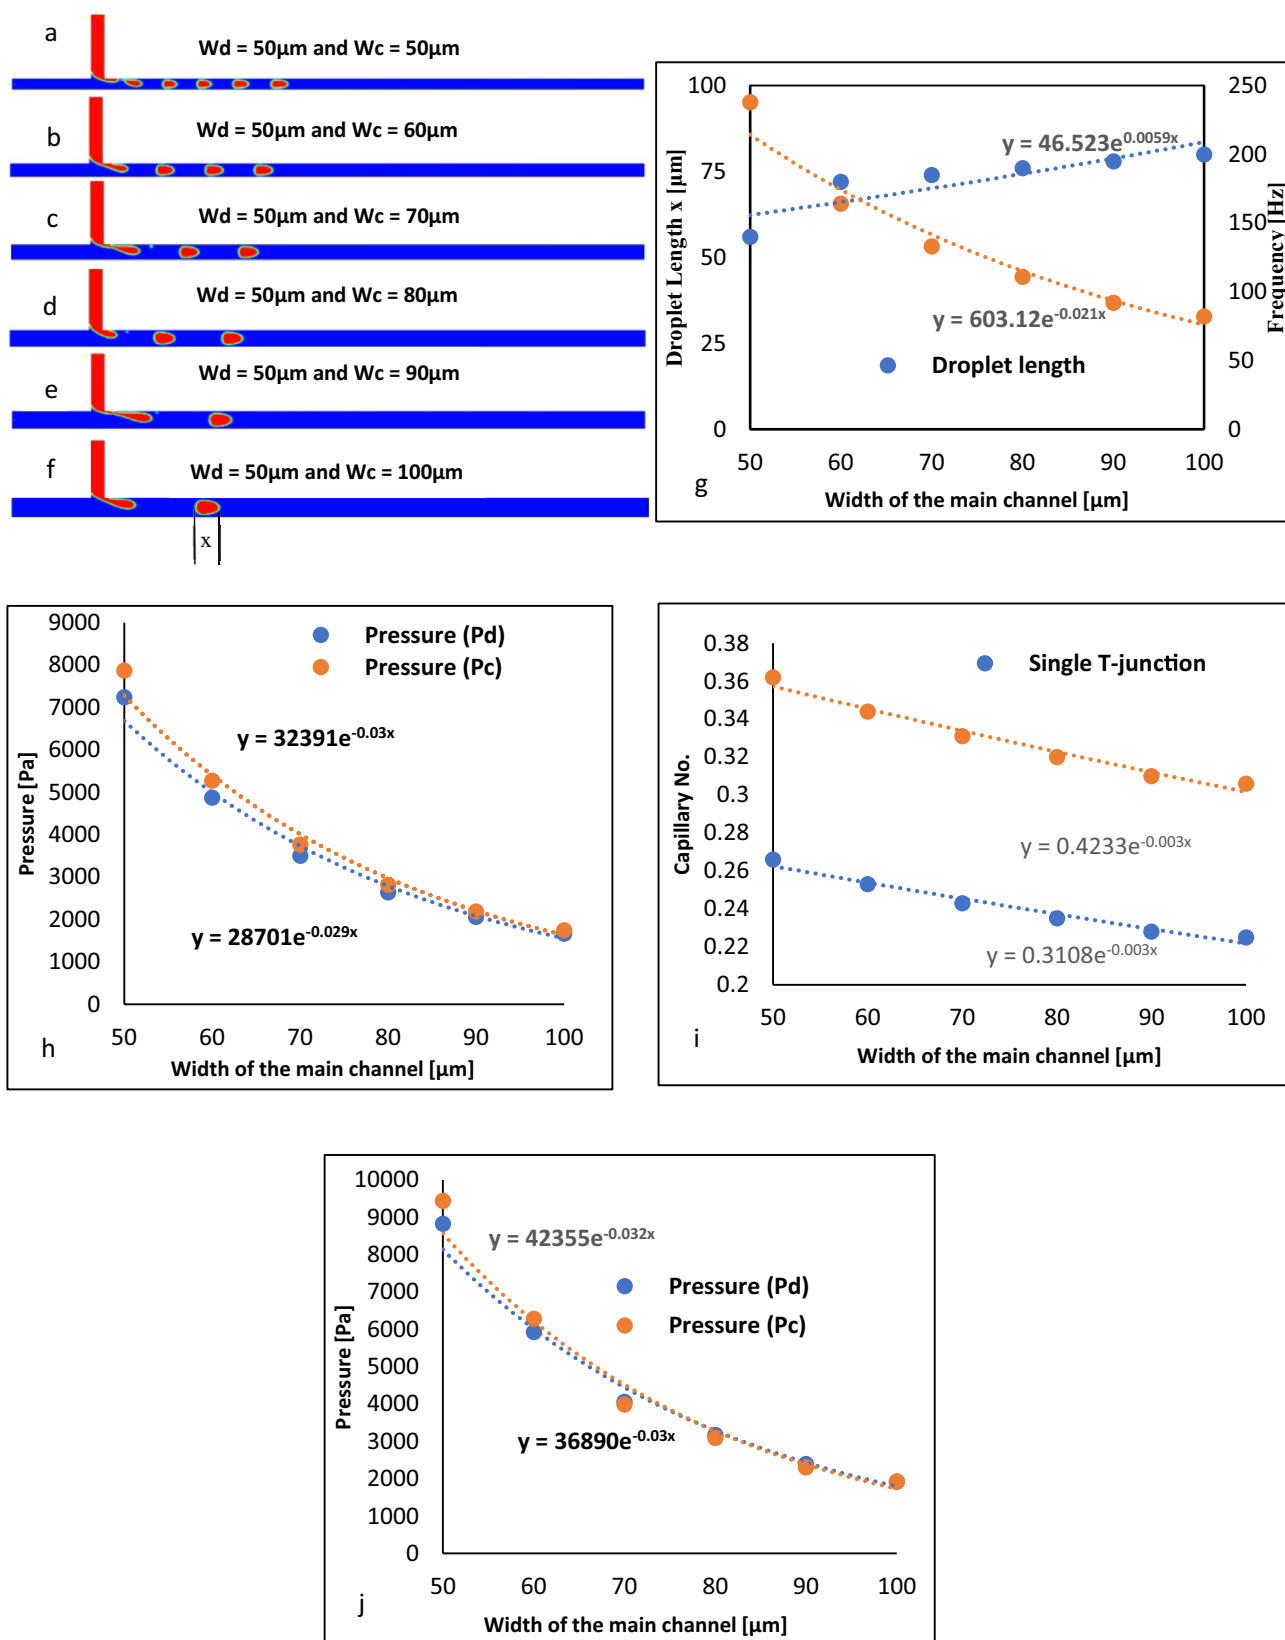 a
Wd = 50µm and Wc = 50µm
b
Wd = 50µm and Wc = 60µm
c
Wd = 50µm and Wc = 70µm
d
Wd = 50µm and Wc = 80µm
e
Wd = 50µm and Wc = 90µm
f
Wd = 50µm and Wc = 100µm
x
Droplet Length x [µm]
100
75
50
25
0
y = 46.523e^0.0059x
y = 603.12e^-0.021x
Droplet length
250
200
150
100
50
0
Frequency [Hz]
50 60 70 80 90 100
Width of the main channel [µm]
g
Pressure [Pa]
9000
8000
7000
6000
5000
4000
3000
2000
1000
0
Pressure (Pd)
Pressure (Pc)
y = 32391e^-0.03x
y = 28701e^-0.029x
50 60 70 80 90 100
Width of the main channel [µm]
h
Capillary No.
0.38
0.36
0.34
0.32
0.3
0.28
0.26
0.24
0.22
0.2
Single T-junction
y = 0.4233e^-0.003x
y = 0.3108e^-0.003x
50 60 70 80 90 100
Width of the main channel [µm]
i
Pressure [Pa]
10000
9000
8000
7000
6000
5000
4000
3000
2000
1000
0
y = 42355e^-0.032x
Pressure (Pd)
Pressure (Pc)
y = 36890e^-0.03x
50 60 70 80 90 100
Width of the main channel [µm]
j